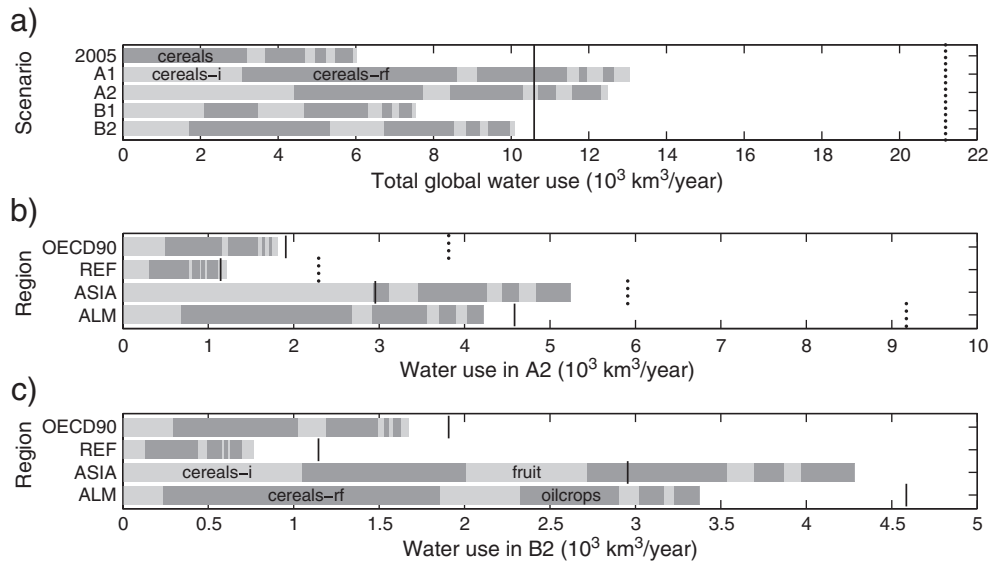 a)
Scenario
2005
cereals
A1
cereals-i
cereals-rf
A2
B1
B2
0 2 4 6 8 10 12 14 16 18 20 22
Total global water use (10³ km³/year)
b)
Region
OECD90
REF
ASIA
ALM
0 1 2 3 4 5 6 7 8 9 10
Water use in A2 (10³ km³/year)
c)
Region
OECD90
REF
ASIA
cereals-i
fruit
ALM
cereals-rf
oilcrops
0 0.5 1 1.5 2 2.5 3 3.5 4 4.5 5
Water use in B2 (10³ km³/year)